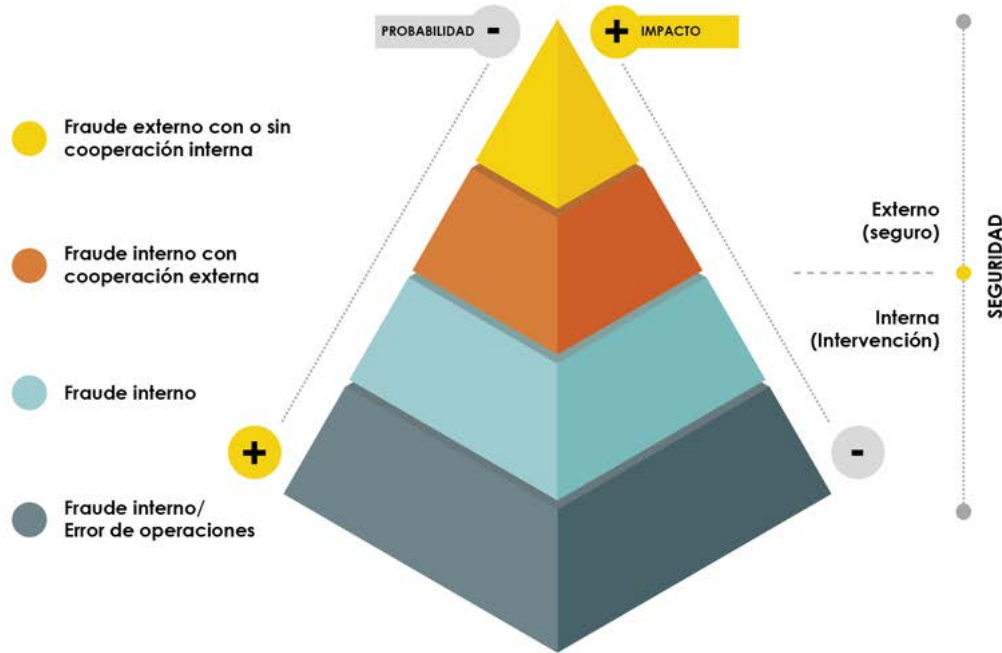 PROBABILIDAD -
+ IMPACTO
Fraude externo con o sin
cooperación interna
Fraude interno con
cooperación externa
Fraude interno
Fraude interno/
Error de operaciones
+
-
Externo
(seguro)
Interna
(Intervención)
SEGURIDAD